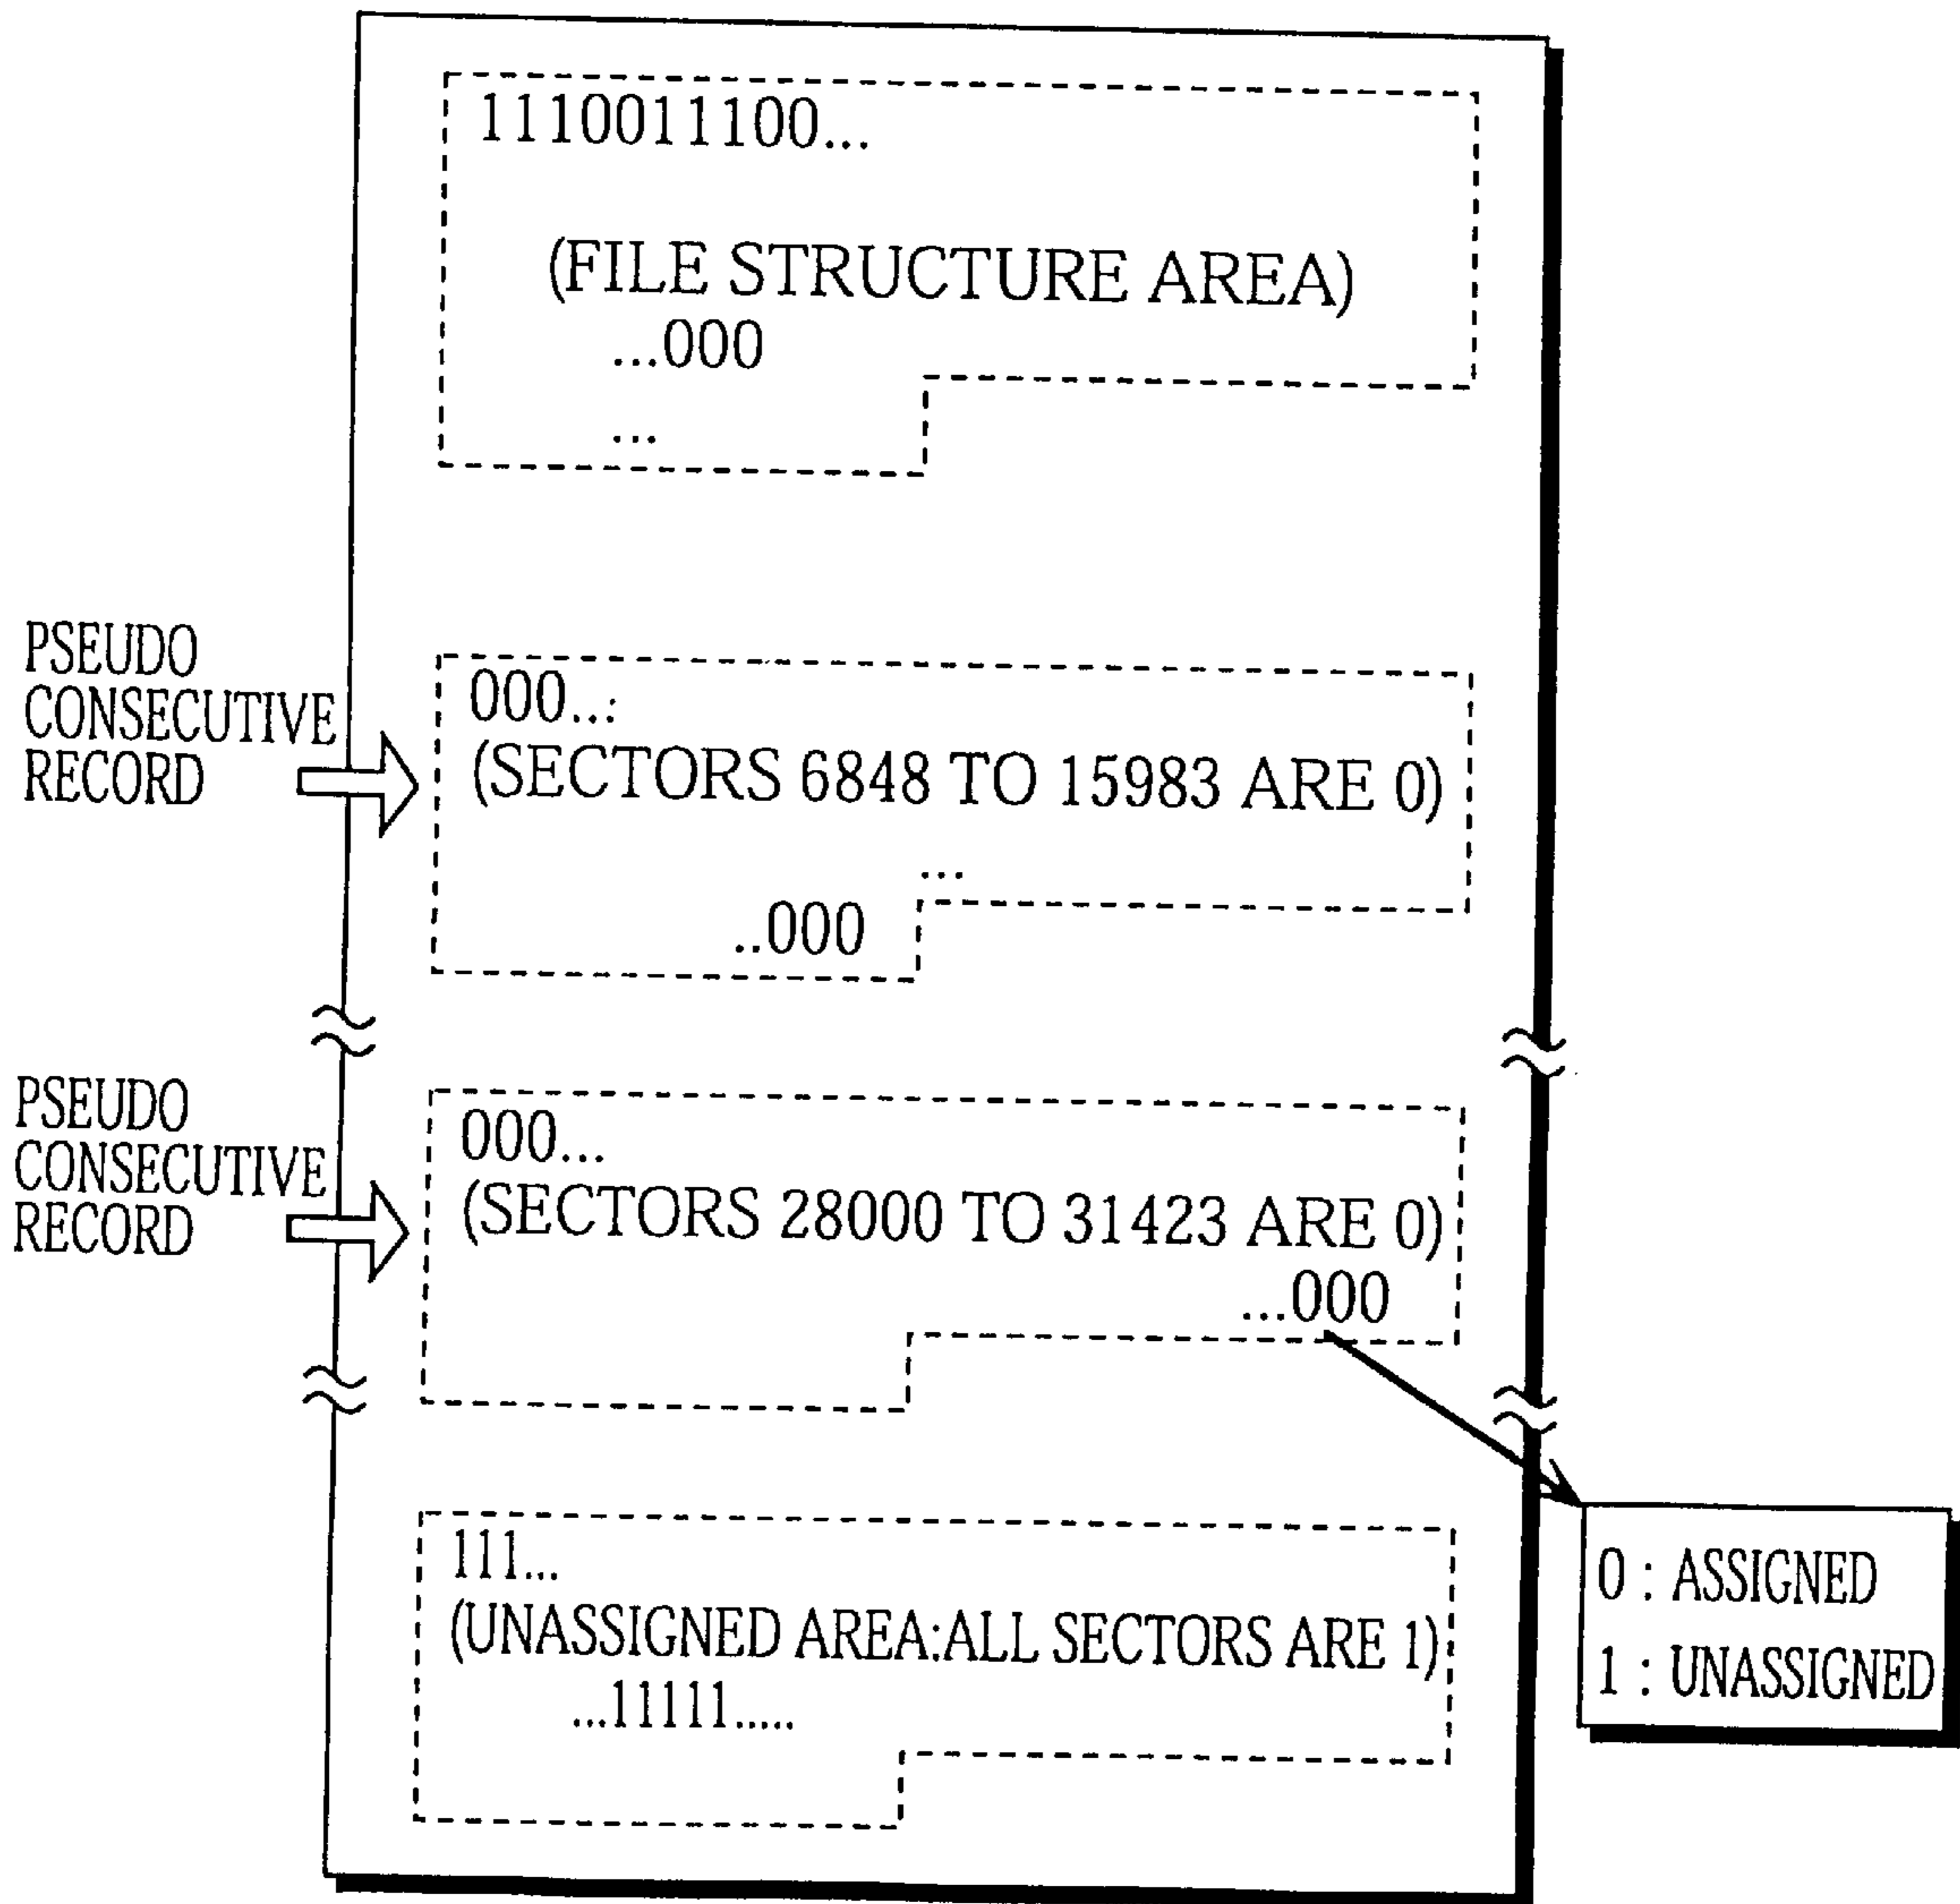 1110011100...
(FILE STRUCTURE AREA)
...000
...
PSEUDO
CONSECUTIVE
RECORD
000...:
(SECTORS 6848 TO 15983 ARE 0)
...
..000
PSEUDO
CONSECUTIVE
RECORD
000...
(SECTORS 28000 TO 31423 ARE 0)
...000
111...
(UNASSIGNED AREA:ALL SECTORS ARE 1)
...11111.....
0 : ASSIGNED
1 : UNASSIGNED